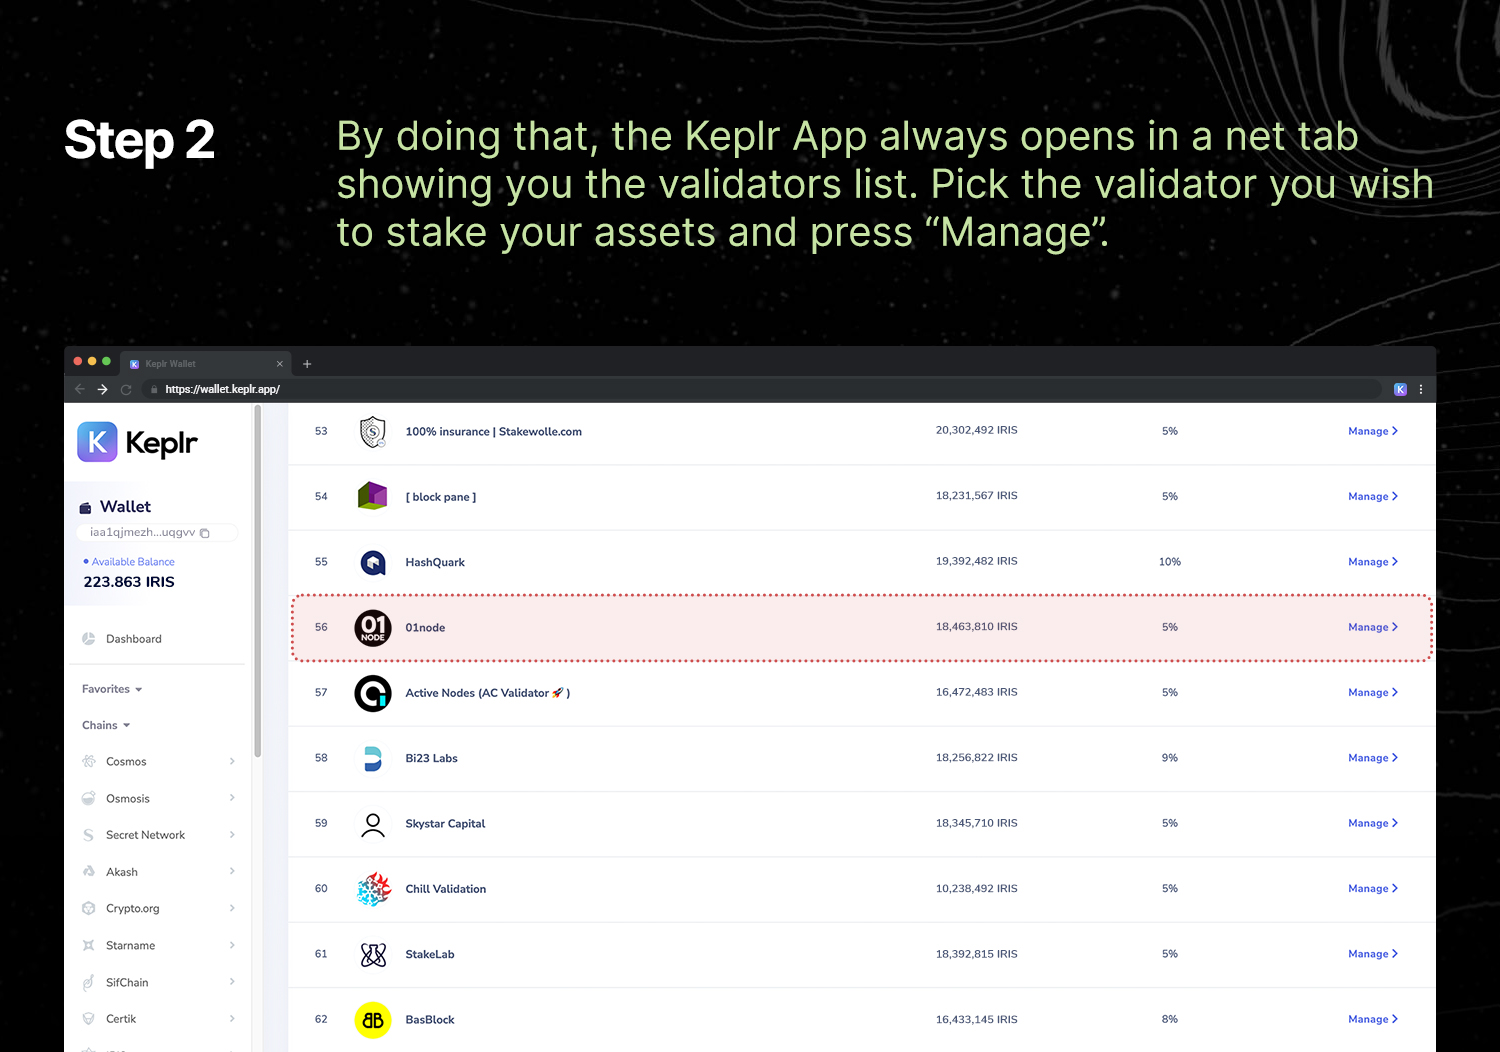 Step 2
By doing that, the Keplr App always opens in a net tab
showing you the validators list. Pick the validator you wish
to stake your assets and press “Manage”.
Keplr Wallet
https://wallet.keplr.app/
K
K Keplr
Wallet
iaa1qjmezh...uqgvv
Available Balance
223.863 IRIS
Dashboard
Favorites
Chains
Cosmos
Osmosis
Secret Network
Akash
Crypto.org
Starname
SifChain
Certik
53 100% insurance | Stakewolle.com 20,302,492 IRIS 5% Manage
54 [ block pane ] 18,231,567 IRIS 5% Manage
55 HashQuark 19,392,482 IRIS 10% Manage
56 01 NODE 01node 18,463,810 IRIS 5% Manage
57 Active Nodes (AC Validator 🚀 ) 16,472,483 IRIS 5% Manage
58 Bi23 Labs 18,256,822 IRIS 9% Manage
59 Skystar Capital 18,345,710 IRIS 5% Manage
60 Chill Validation 10,238,492 IRIS 5% Manage
61 StakeLab 18,392,815 IRIS 5% Manage
62 BB BasBlock 16,433,145 IRIS 8% Manage